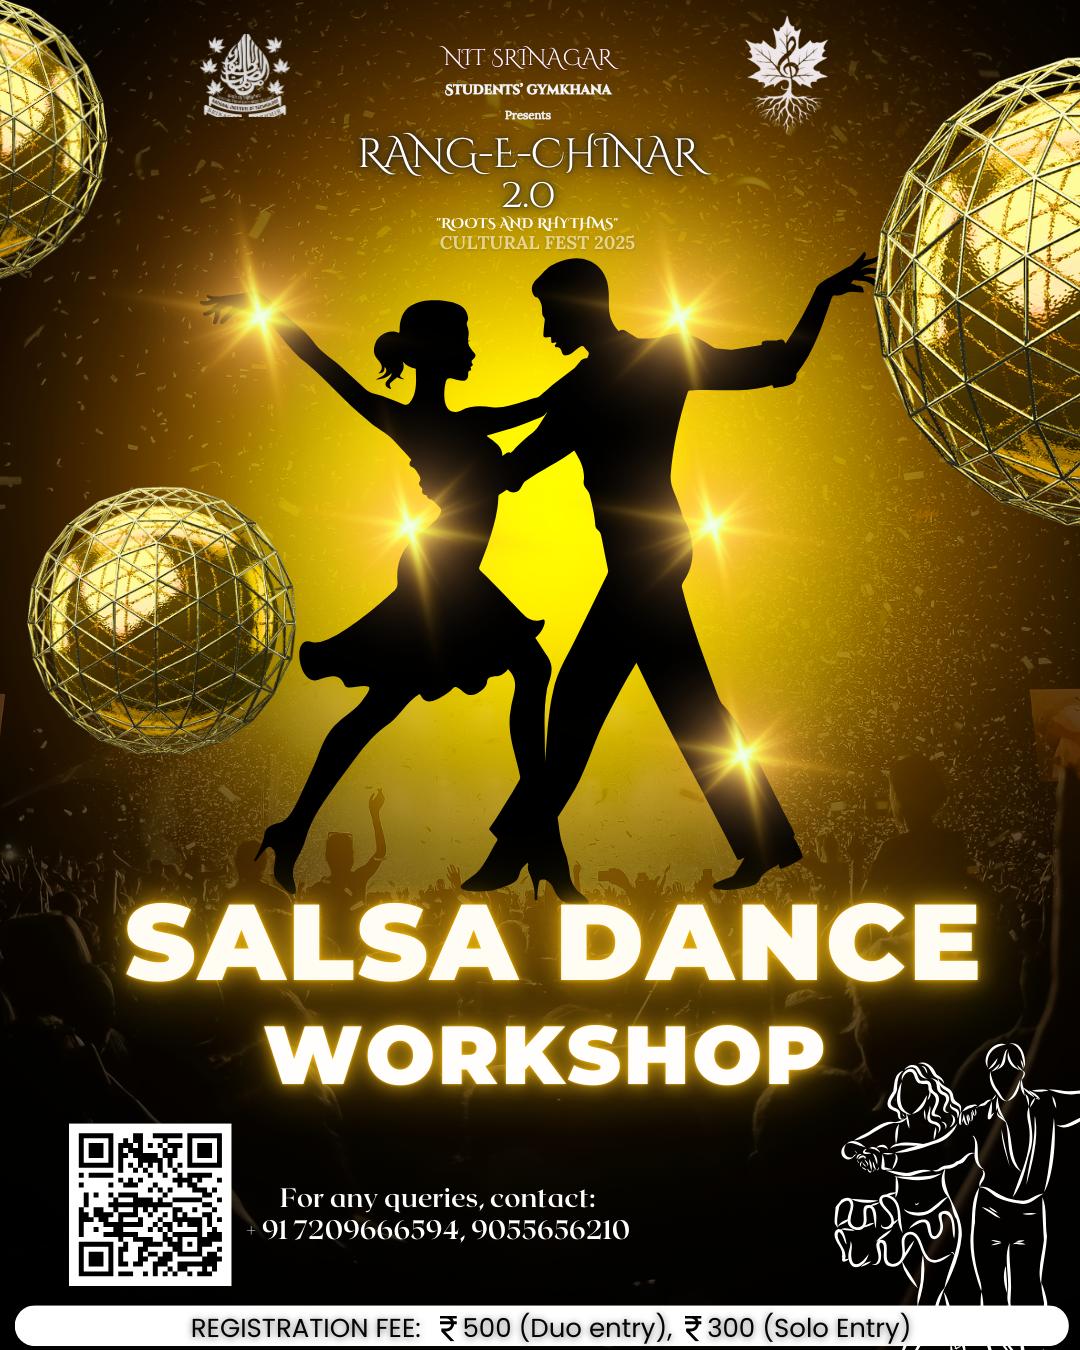 NIT SRINAGAR
STUDENTS' GYMKHANA
Presents
RANG-E-CHINAR
2.0
"ROOTS AND RHYTHMS"
CULTURAL FEST 2025
SALSA DANCE
WORKSHOP
For any queries, contact:
+ 91 7209666594, 9055656210
REGISTRATION FEE: ₹ 500 (Duo entry), ₹ 300 (Solo Entry)